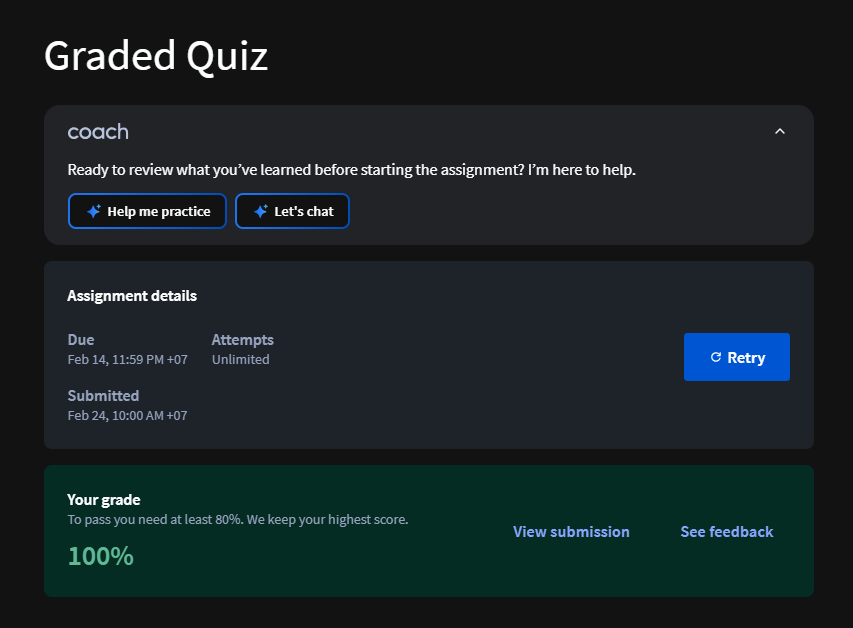 Graded Quiz
coach
Ready to review what you've learned before starting the assignment? I'm here to help.
Help me practice
Let's chat
Assignment details
Due
Attempts
Feb 14, 11:59 PM +07
Unlimited
Retry
Submitted
Feb 24, 10:00 AM +07
Your grade
To pass you need at least 80%. We keep your highest score.
View submission
See feedback
100%